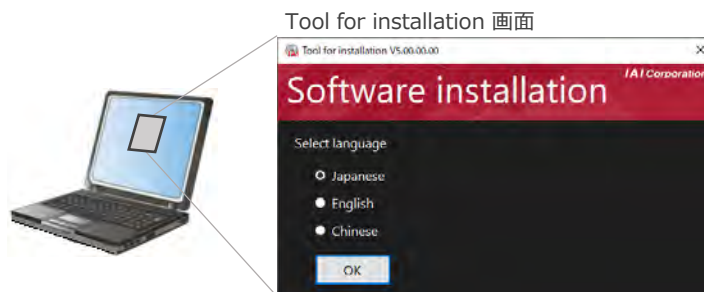 Tool for installation 画面
Tool for installation V5.00.00.00
IAI Corporation
Software installation
Select language
Japanese
English
Chinese
OK